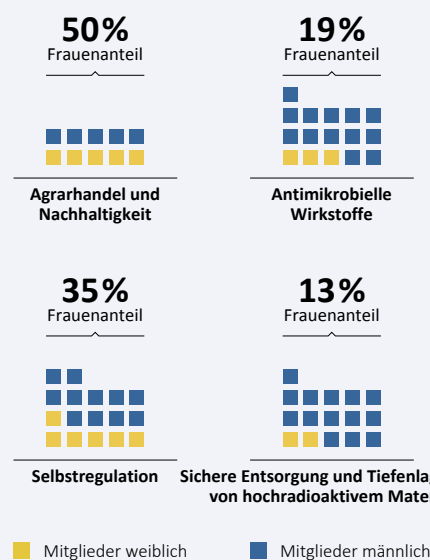 50%
Frauenanteil
Agrarhandel und
Nachhaltigkeit
19%
Frauenanteil
Antimikrobielle
Wirkstoffe
35%
Frauenanteil
Selbstregulation
13%
Frauenanteil
Sichere Entsorgung und
von hochradioaktivem
Mitglieder weiblich
Mitglieder männlich